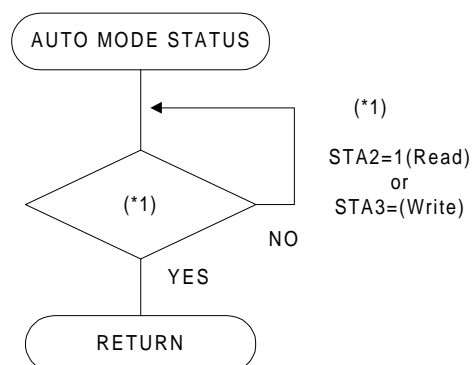 AUTO MODE STATUS
(*1)
STA2=1(Read)
or
STA3=(Write)
(*1)
NO
YES
RETURN